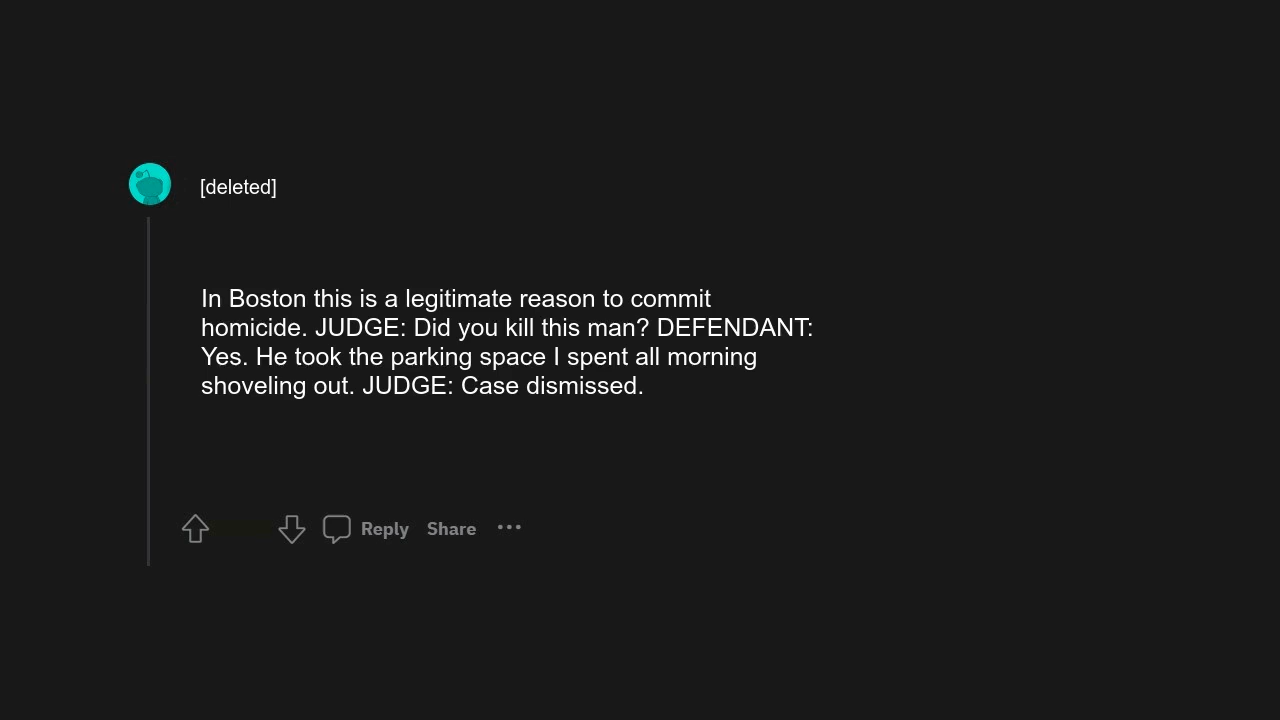 [deleted]
In Boston this is a legitimate reason to commit
homicide. JUDGE: Did you kill this man? DEFENDANT:
Yes. He took the parking space I spent all morning
shoveling out. JUDGE: Case dismissed.
Reply Share